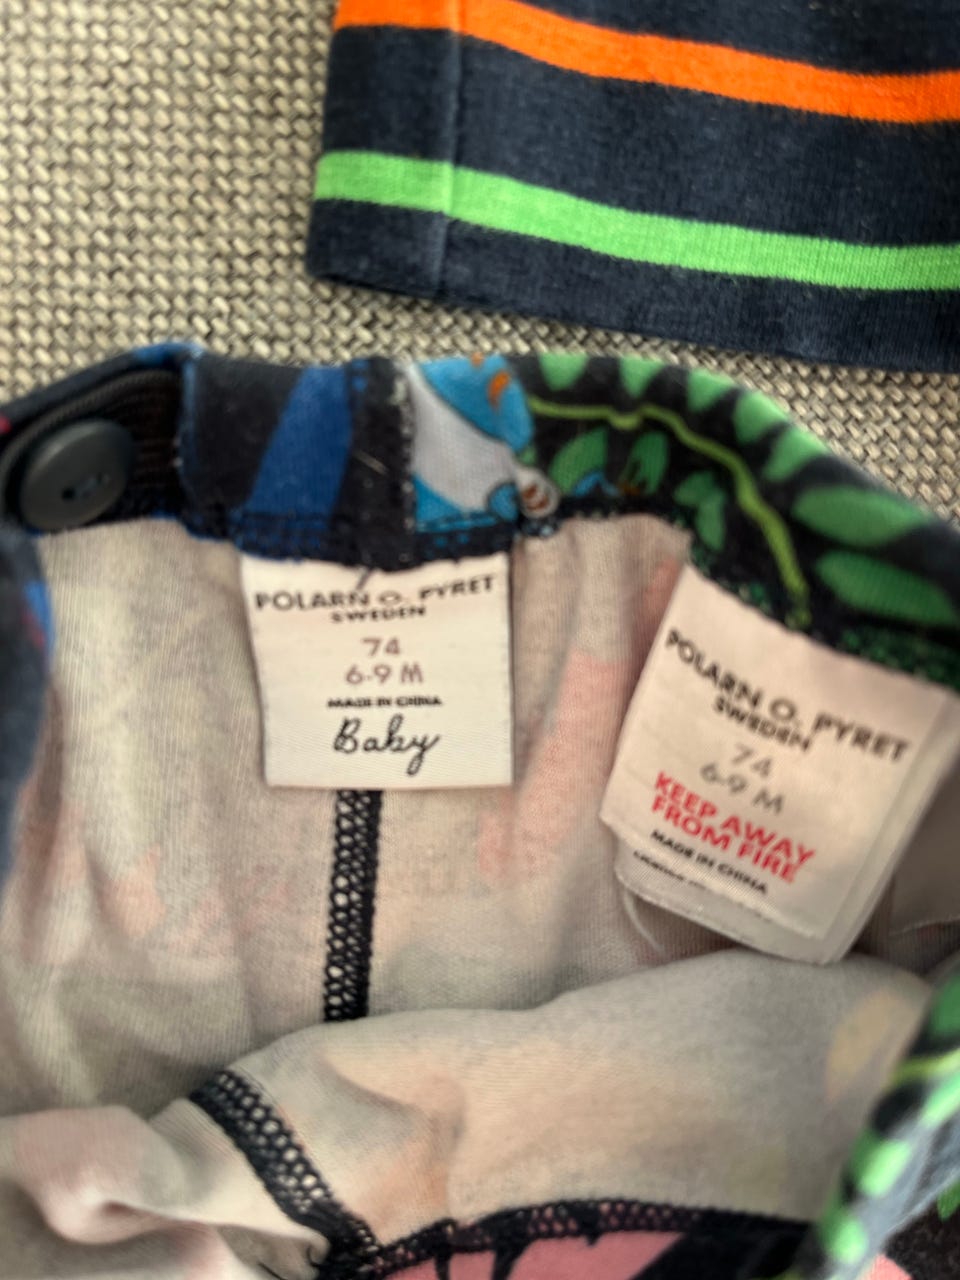 POLARN O. PYRET
SWEDEN
74
6-9 M
MADE IN CHINA
Baby
POLARN O. PYRET
SWEDEN
74
6-9 M
KEEP AWAY
FROM FIRE
MADE IN CHINA